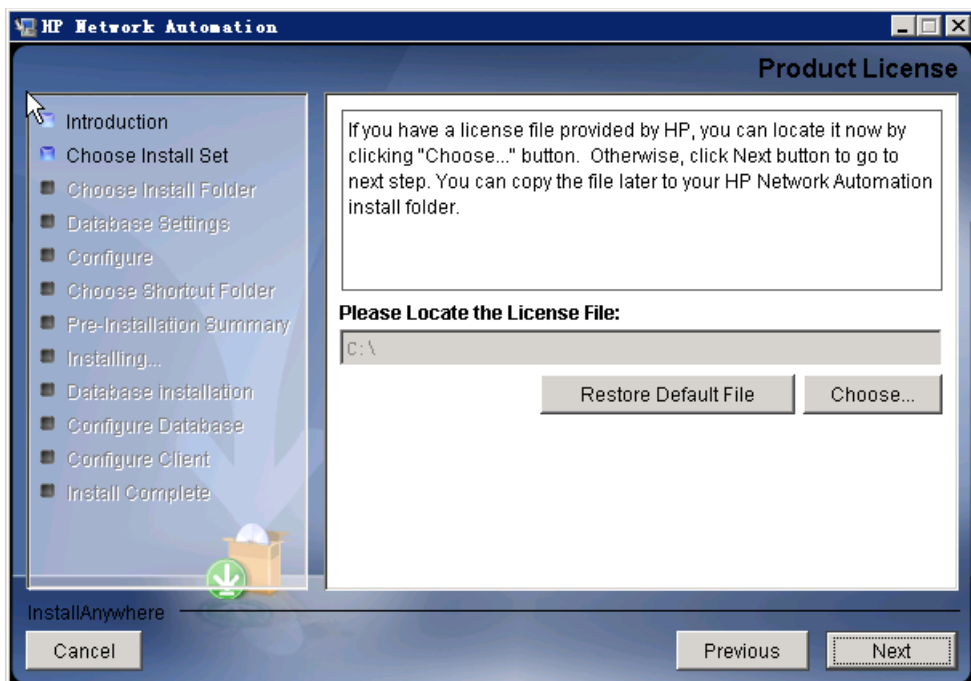 HP Network Automation
Product License
Introduction
Choose Install Set
Choose Install Folder
Database Settings
Configure
Choose Shortcut Folder
Pre-Installation Summary
Installing...
Database installation
Configure Database
Configure Client
Install Complete
If you have a license file provided by HP, you can locate it now by
clicking "Choose..." button. Otherwise, click Next button to go to
next step. You can copy the file later to your HP Network Automation
install folder.
Please Locate the License File:
C:\
Restore Default File
Choose...
InstallAnywhere
Cancel
Previous
Next